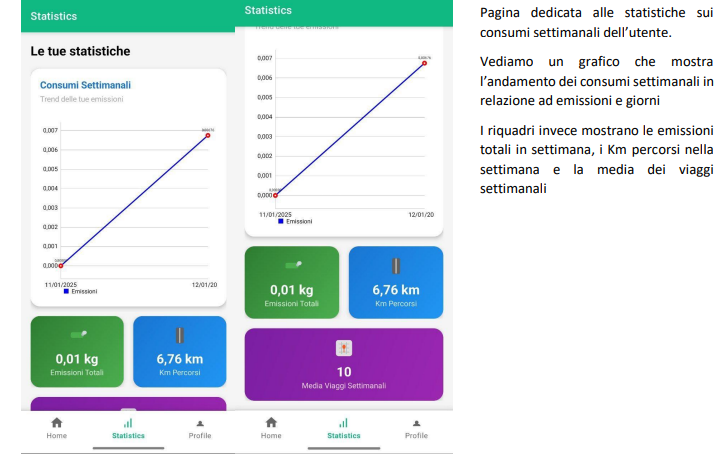 Statistics
Le tue statistiche
Consumi Settimanali
Trend delle tue emissioni
0,007
0,006
0,005
0,004
0,003
0,002
0,001
0,000
11/01/2025
12/01/20
Emissioni
0,01 kg
Emissioni Totali
6,76 km
Km Percorsi
Home
Statistics
Profile
Statistics
Trend delle tue emissioni
0,007
0,006
0,005
0,004
0,003
0,002
0,001
0,000
11/01/2025
12/01/20
Emissioni
0,01 kg
Emissioni Totali
6,76 km
Km Percorsi
10
Media Viaggi Settimanali
Home
Statistics
Profile
Pagina dedicata alle statistiche sui
consumi settimanali dell’utente.
Vediamo un grafico che mostra
l’andamento dei consumi settimanali in
relazione ad emissioni e giorni
I riquadri invece mostrano le emissioni
totali in settimana, i Km percorsi nella
settimana e la media dei viaggi
settimanali